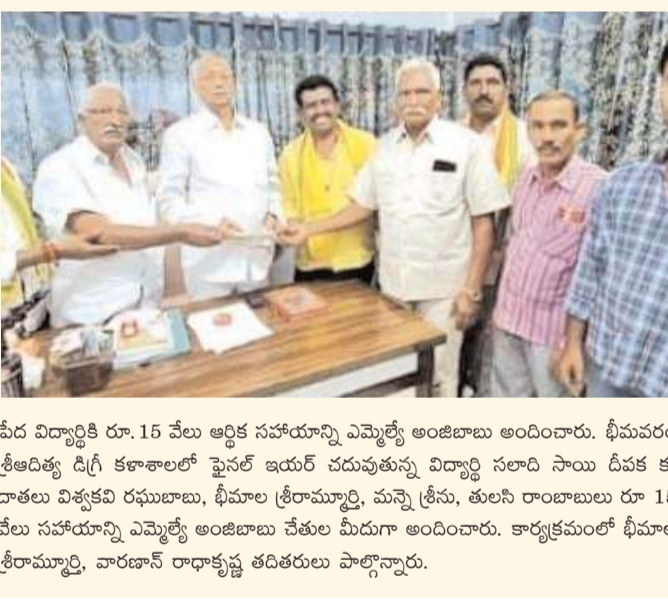 పేద విద్యార్థికి రూ.15 వేలు ఆర్థిక సహాయాన్ని ఎమ్మెల్యే అంజిబాబు అందించారు. భీమవరం
శ్రీఆదిత్య డిగ్రీ కళాశాలలో ఫైనల్ ఇయర్ చదువుతున్న విద్యార్థి సలాది సాయి దీపక
దాతలు విశ్వకవి రఘుబాబు, భీమాల శ్రీరామ్మూర్తి, మన్నె శ్రీను, తులసి రాంబాబులు రూ 15
వేలు సహాయాన్ని ఎమ్మెల్యే అంజిబాబు చేతుల మీదుగా అందించారు. కార్యక్రమంలో భీమాల
శ్రీరామ్మూర్తి, వారణాన్ రాధాకృష్ణ తదితరులు పాల్గొన్నారు.